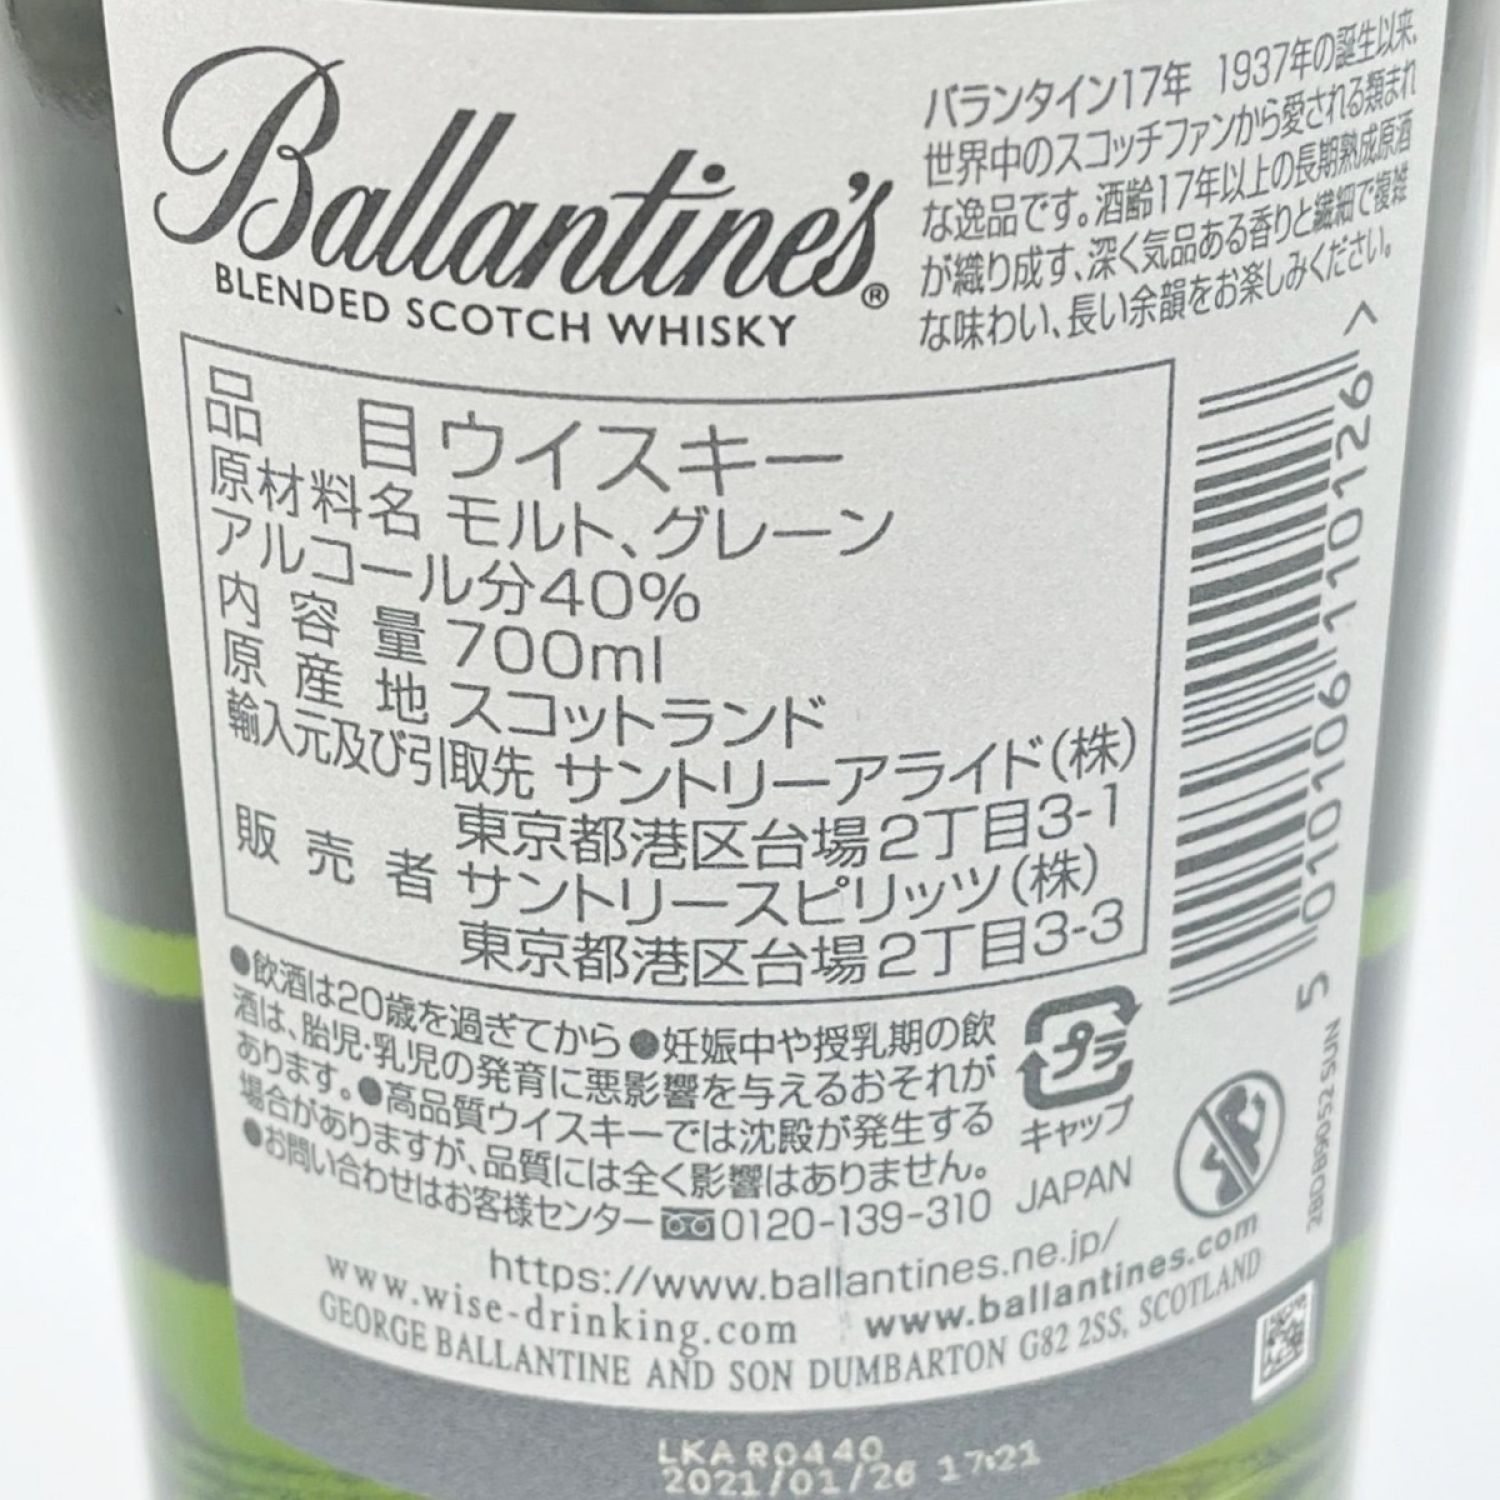 Ballantine's®
BLENDED SCOTCH WHISKY
バランタイン17年 1937年の誕生以来、
世界中のスコッチファンから愛される類まれ
な逸品です。酒齢17年以上の長期熟成原酒
が織り成す、深く気品ある香りと繊細で複雑
な味わい、長い余韻をお楽しみください。
品目 ウイスキー
原材料名 モルト、グレーン
アルコール分 40%
内容量 700ml
原産地 スコットランド
輸入元及び引取先 サントリーアライド(株)
東京都港区台場2丁目3-1
販売者 サントリースピリッツ(株)
東京都港区台場2丁目3-3
●飲酒は20歳を過ぎてから ●妊娠中や授乳期の飲
酒は、胎児・乳児の発育に悪影響を与えるおそれが
あります。●高品質ウイスキーでは沈殿が発生する
場合がありますが、品質には全く影響はありません。
●お問い合わせはお客様センター 0120-139-310
プラ
キャップ
JAPAN
https://www.ballantines.ne.jp/
www.wise-drinking.com www.ballantines.com
GEORGE BALLANTINE AND SON DUMBARTON G82 2SS, SCOTLAND
5 010106 110126 >
LKAR0440
2021/01/26 17:21